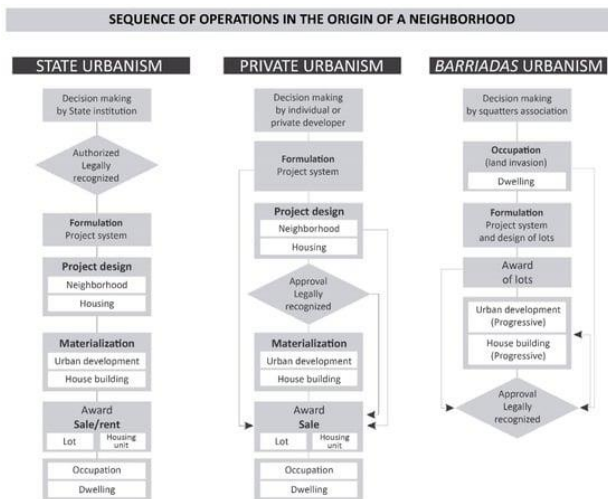 SEQUENCE OF OPERATIONS IN THE ORIGIN OF A NEIGHBORHOOD
STATE URBANISM
Decision making
by State institution
Authorized
Legally
recognized
Formulation
Project system
Project design
Neighborhood
Housing
Materialization
Urban development
House building
Award
Sale/rent
Lot
Housing
unit
Occupation
Dwelling
PRIVATE URBANISM
Decision making
by individual or
private developer
Formulation
Project system
Project design
Neighborhood
Housing
Approval
Legally
recognized
Materialization
Urban development
House building
Award
Sale
Lot
Housing
unit
Occupation
Dwelling
BARRIADAS URBANISM
Decision making
by squatters association
Occupation
(land invasion)
Dwelling
Formulation
Project system
and design of lots
Award
of lots
Urban development
(Progressive)
House building
(Progressive)
Approval
Legally
recognized